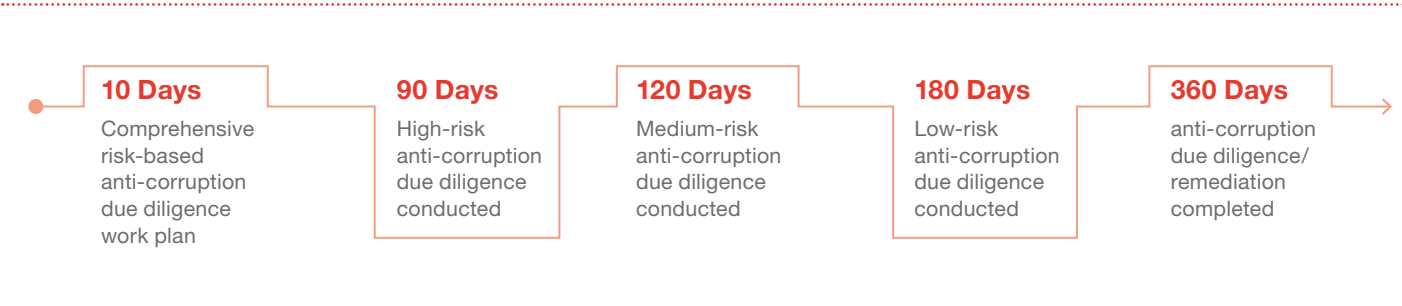 10 Days
Comprehensive
risk-based
anti-corruption
due diligence
work plan
90 Days
High-risk
anti-corruption
due diligence
conducted
120 Days
Medium-risk
anti-corruption
due diligence
conducted
180 Days
Low-risk
anti-corruption
due diligence
conducted
360 Days
anti-corruption
due diligence/
remediation
completed